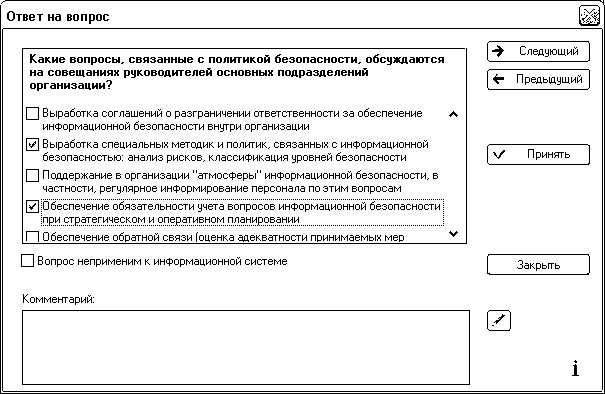 Ответ на вопрос
Какие вопросы, связанные с политикой безопасности, обсуждаются
на совещаниях руководителей основных подразделений
организации?
Выработка соглашений о разграничении ответственности за обеспечение
информационной безопасности внутри организации
Выработка специальных методик и политик, связанных с информационной
безопасностью: анализ рисков, классификация уровней безопасности
Поддержание в организации "атмосферы" информационной безопасности, в
частности, регулярное информирование персонала по этим вопросам
Обеспечение обязательности учета вопросов информационной безопасности
при стратегическом и оперативном планировании
Обеспечение обратной связи (оценка адекватности принимаемых мер
Вопрос неприменим к информационной системе
Комментарий:
Следующий
Предыдущий
Принять
Закрыть
i